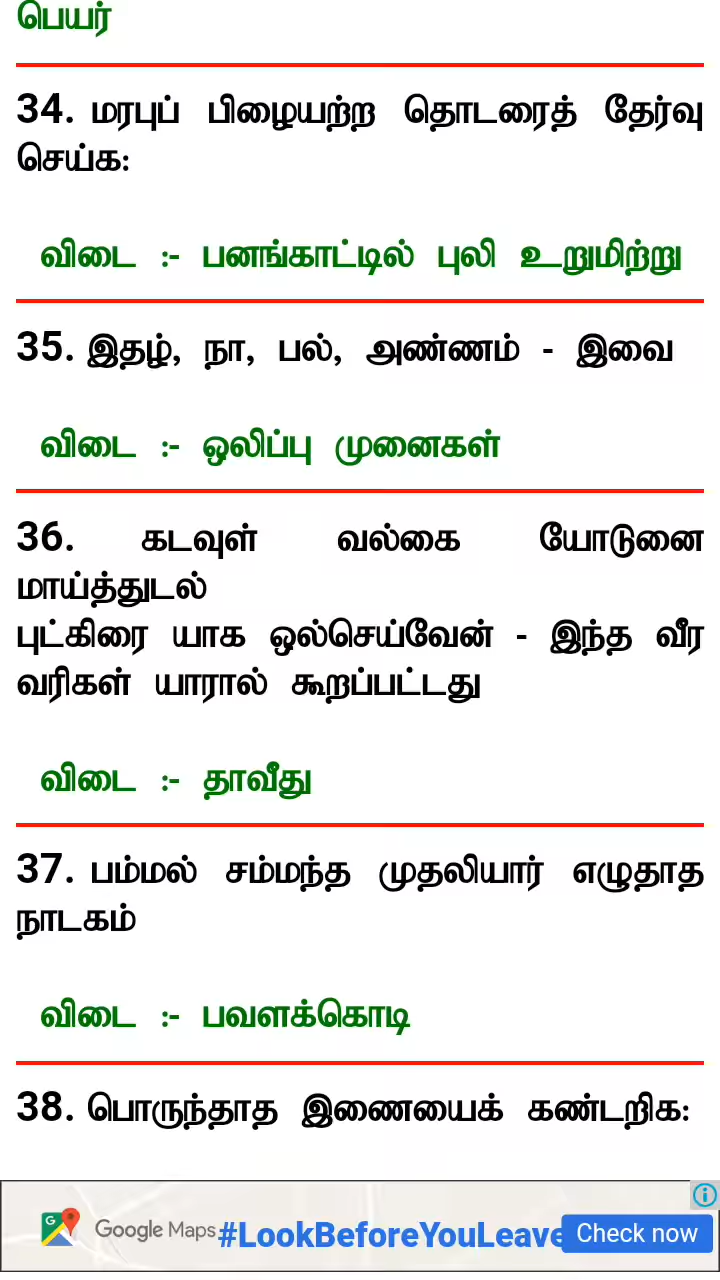 பெயர்
34. மரபுப் பிழையற்ற தொடரைத் தேர்வு
செய்க:
விடை :- பனங்காட்டில் புலி உறுமிற்று
35. இதழ், நா, பல், அண்ணம் - இவை
விடை :- ஒலிப்பு முனைகள்
36. கடவுள் வல்கை யோடுனை
மாய்த்துடல்
புட்கிரை யாக ஒல்செய்வேன் - இந்த வீர
வரிகள் யாரால் கூறப்பட்டது
விடை :- தாவீது
37. பம்மல் சம்மந்த முதலியார் எழுதாத
நாடகம்
விடை :- பவளக்கொடி
38. பொருந்தாத இணையைக் கண்டறிக:
Google Maps #LookBeforeYouLeave Check now